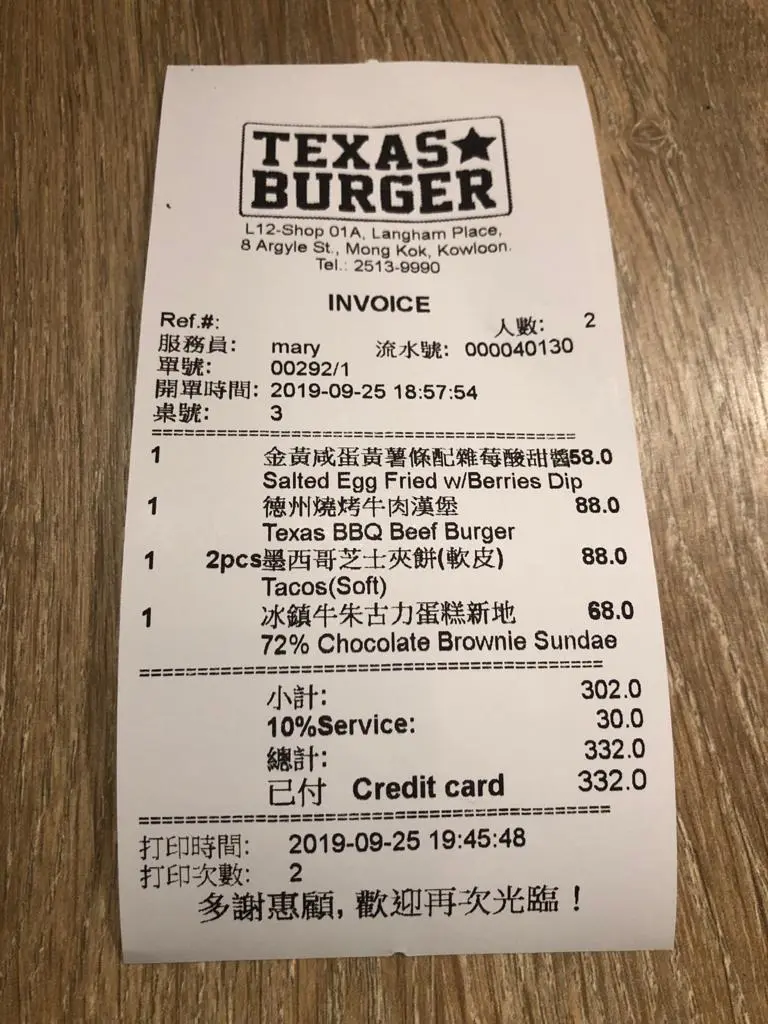 TEXAS★
BURGER
L12-Shop 01A, Langham Place,
8 Argyle St., Mong Kok, Kowloon.
Tel.: 2513-9990
INVOICE
Ref.#: 人數: 2
服務員: mary 流水號: 000040130
單號: 00292/1
開單時間: 2019-09-25 18:57:54
桌號: 3
1 金黃咸蛋黃薯條配雜莓酸甜醬58.0
Salted Egg Fried w/Berries Dip
1 德州燒烤牛肉漢堡 88.0
Texas BBQ Beef Burger
1 2pcs墨西哥芝士夾餅(軟皮) 88.0
Tacos(Soft)
1 冰鎮牛朱古力蛋糕新地 68.0
72% Chocolate Brownie Sundae
小計: 302.0
10%Service: 30.0
總計: 332.0
已付 Credit card 332.0
打印時間: 2019-09-25 19:45:48
打印次數: 2
多謝惠顧, 歡迎再次光臨！